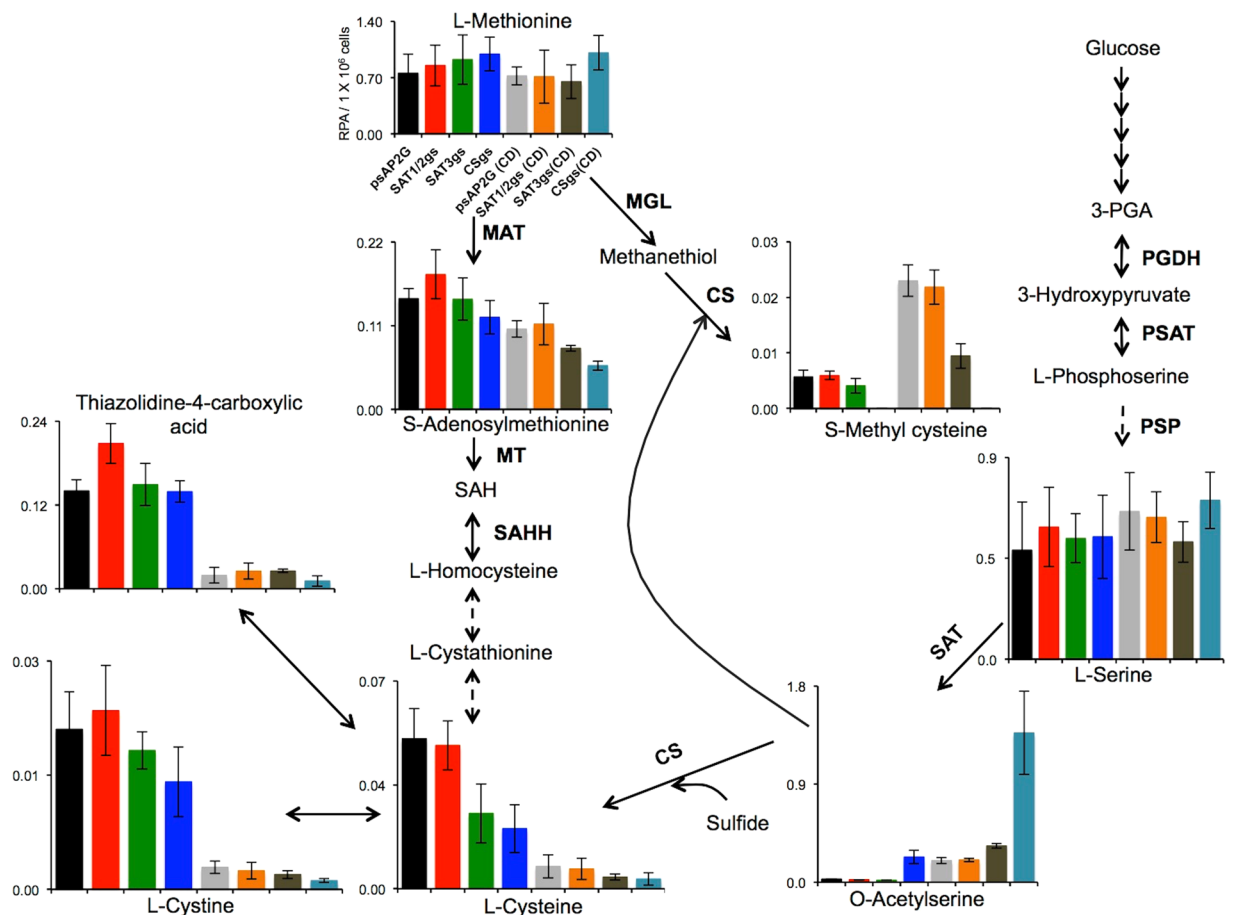 L-Methionine
RPA / 1 X 10⁶ cells
1.40
0.70
0.00
psAP2G
SAT1/2gs
SAT3gs
CSgs
psAP2G (CD)
SAT1/2gs (CD)
SAT3gs(CD)
CSgs(CD)
Glucose
3-PGA
PGDH
3-Hydroxypyruvate
PSAT
L-Phosphoserine
PSP
MGL
MAT
Methanethiol
CS
0.22
0.11
0.00
S-Adenosylmethionine
0.03
0.02
0.01
0.00
S-Methyl cysteine
MT
SAH
SAHH
L-Homocysteine
L-Cystathionine
Thiazolidine-4-carboxylic
acid
0.24
0.12
0.00
0.9
0.5
0.0
L-Serine
SAT
0.03
0.01
0.00
L-Cystine
0.07
0.04
0.00
L-Cysteine
CS
Sulfide
1.8
0.9
0.0
O-Acetylserine